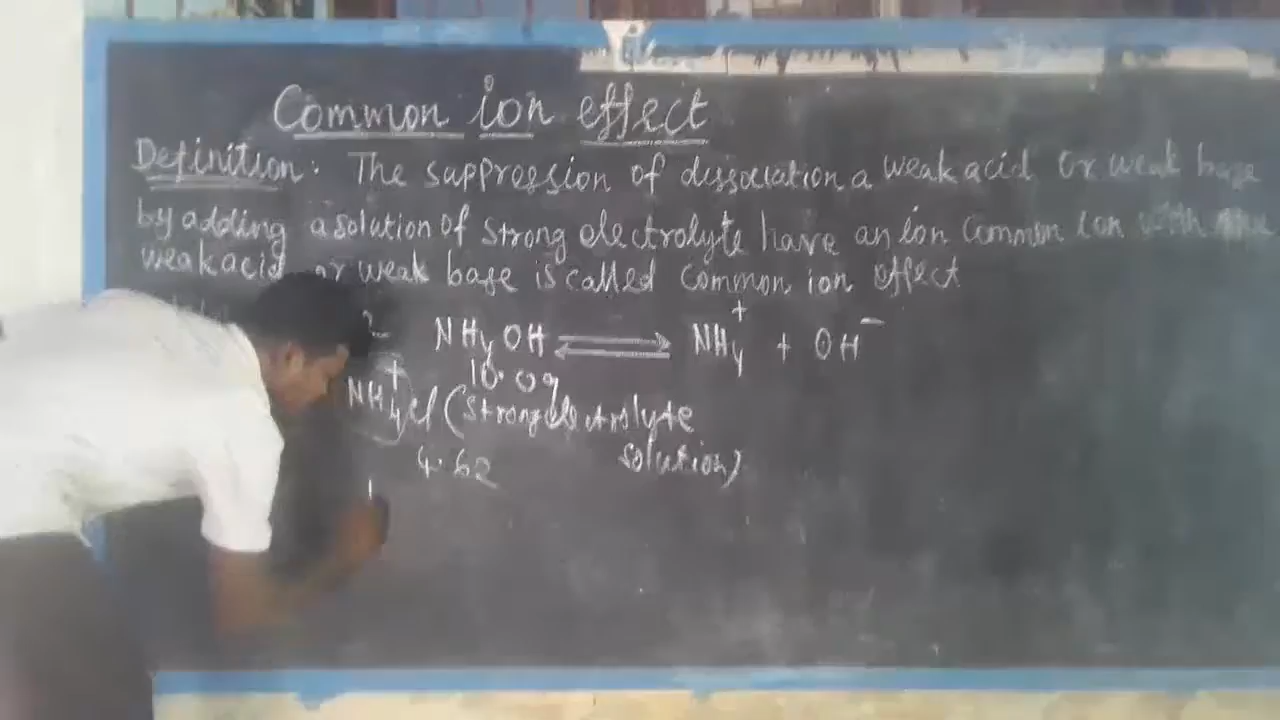 Common ion effect
Definition: The suppression of dissociation a weak acid or weak base
by adding a solution of strong electrolyte have an ion common ion with the
weak acid or weak base is called common ion effect
NH4OH ⇌ NH4+ + OH-
10.09
NH4+Cl (Strong electrolyte
solution)
4.62